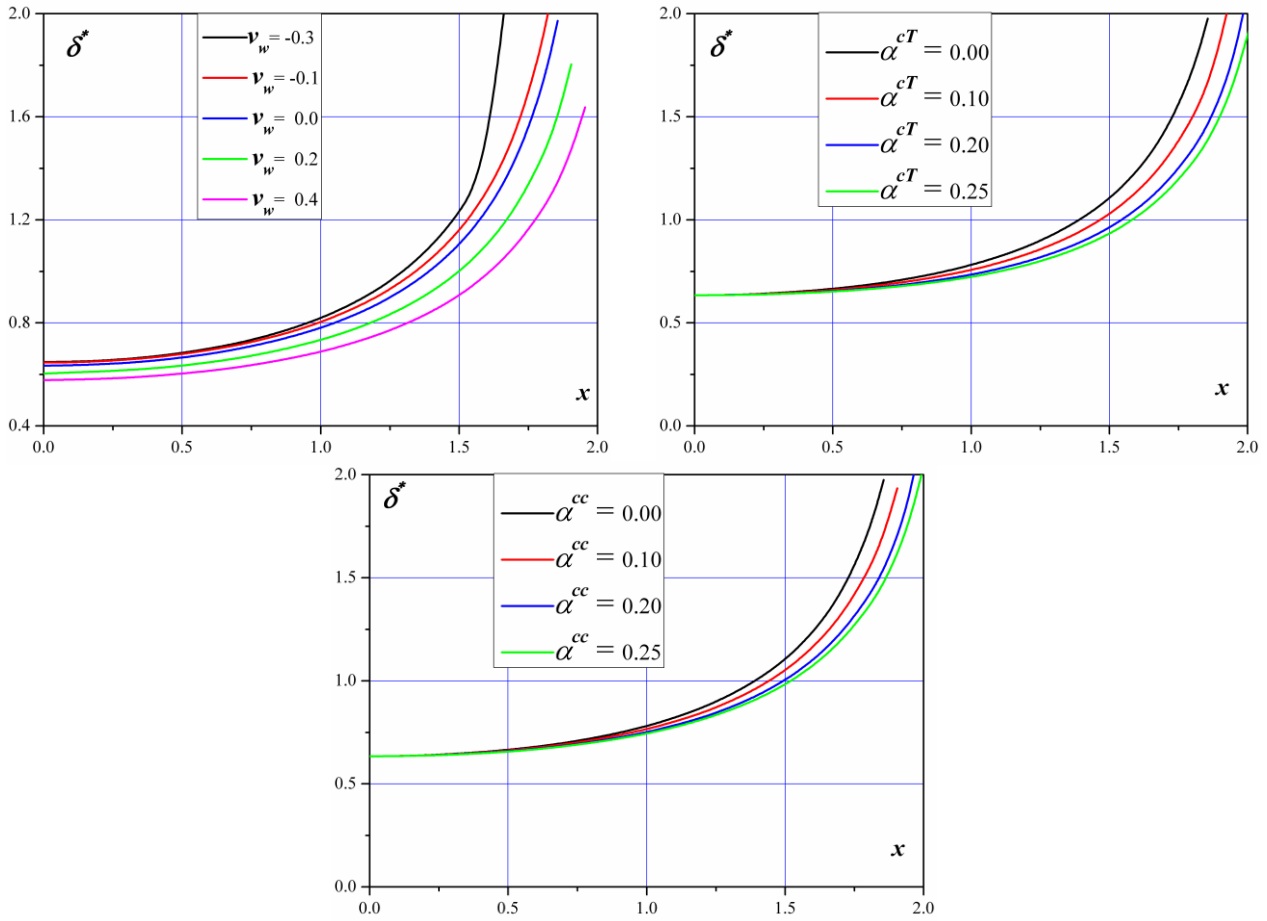 2.0
δ*
v_w = -0.3
v_w = -0.1
v_w = 0.0
v_w = 0.2
v_w = 0.4
1.6
1.2
0.8
0.4
x
0.0 0.5 1.0 1.5 2.0
2.0
δ*
α^cT = 0.00
α^cT = 0.10
α^cT = 0.20
α^cT = 0.25
1.5
1.0
0.5
0.0
x
0.0 0.5 1.0 1.5 2.0
2.0
δ*
α^cc = 0.00
α^cc = 0.10
α^cc = 0.20
α^cc = 0.25
1.5
1.0
0.5
0.0
x
0.0 0.5 1.0 1.5 2.0